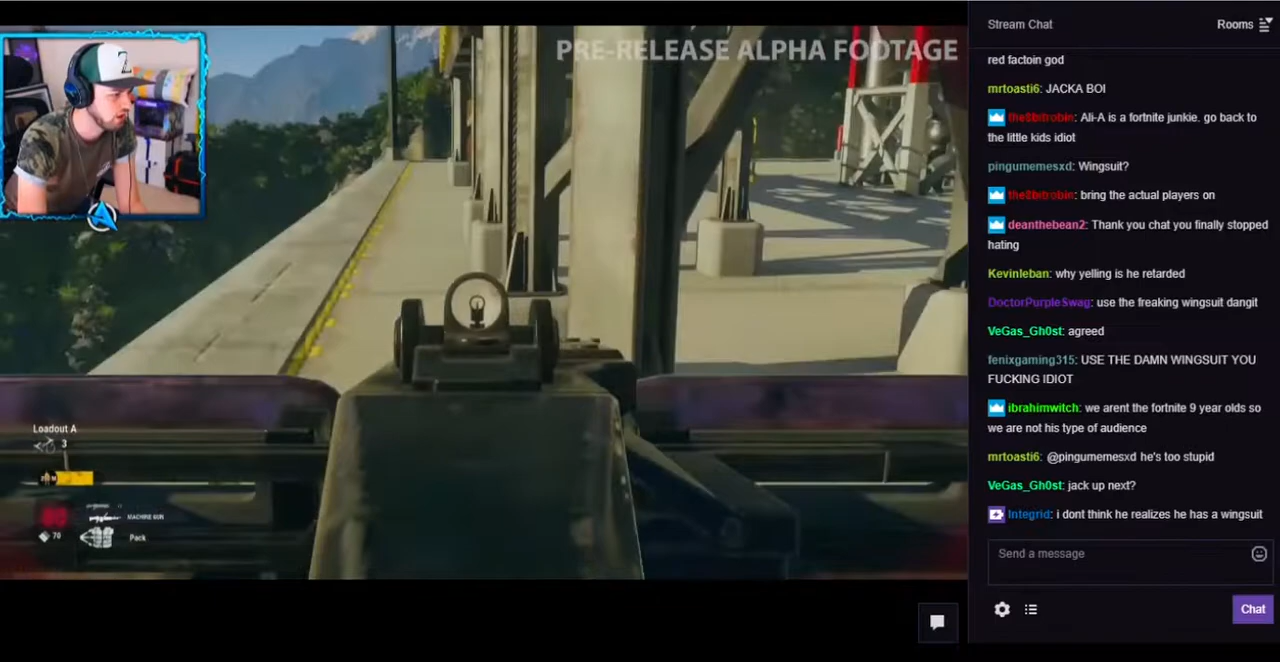 PRE-RELEASE ALPHA FOOTAGE
Z
Loadout A
3
MACHINE GUN
70
Pack
Stream Chat
Rooms
red factoin god
mrtoasti6: JACKA BOI
the8bitrobin: Ali-A is a fortnite junkie. go back to
the little kids idiot
pingumemesxd: Wingsuit?
the8bitrobin: bring the actual players on
deanthebean2: Thank you chat you finally stopped
hating
Kevinleban: why yelling is he retarded
DoctorPurpleSwag: use the freaking wingsuit dangit
VeGas_Gh0st: agreed
fenixgaming315: USE THE DAMN WINGSUIT YOU
FUCKING IDIOT
ibrahimwitch: we arent the fortnite 9 year olds so
we are not his type of audience
mrtoasti6: @pingumemesxd he's too stupid
VeGas_Gh0st: jack up next?
Integrid: i dont think he realizes he has a wingsuit
Send a message
Chat